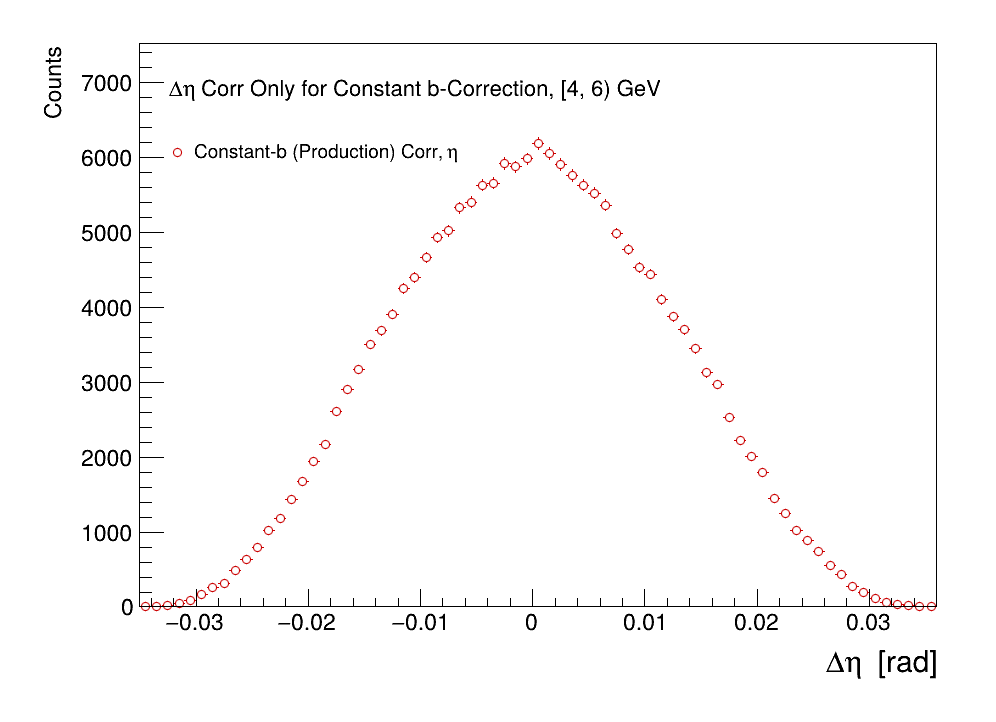 Counts
7000
6000
5000
4000
3000
2000
1000
0
Δη Corr Only for Constant b-Correction, [4, 6) GeV
Constant-b (Production) Corr, η
−0.03 −0.02 −0.01 0 0.01 0.02 0.03
Δη [rad]